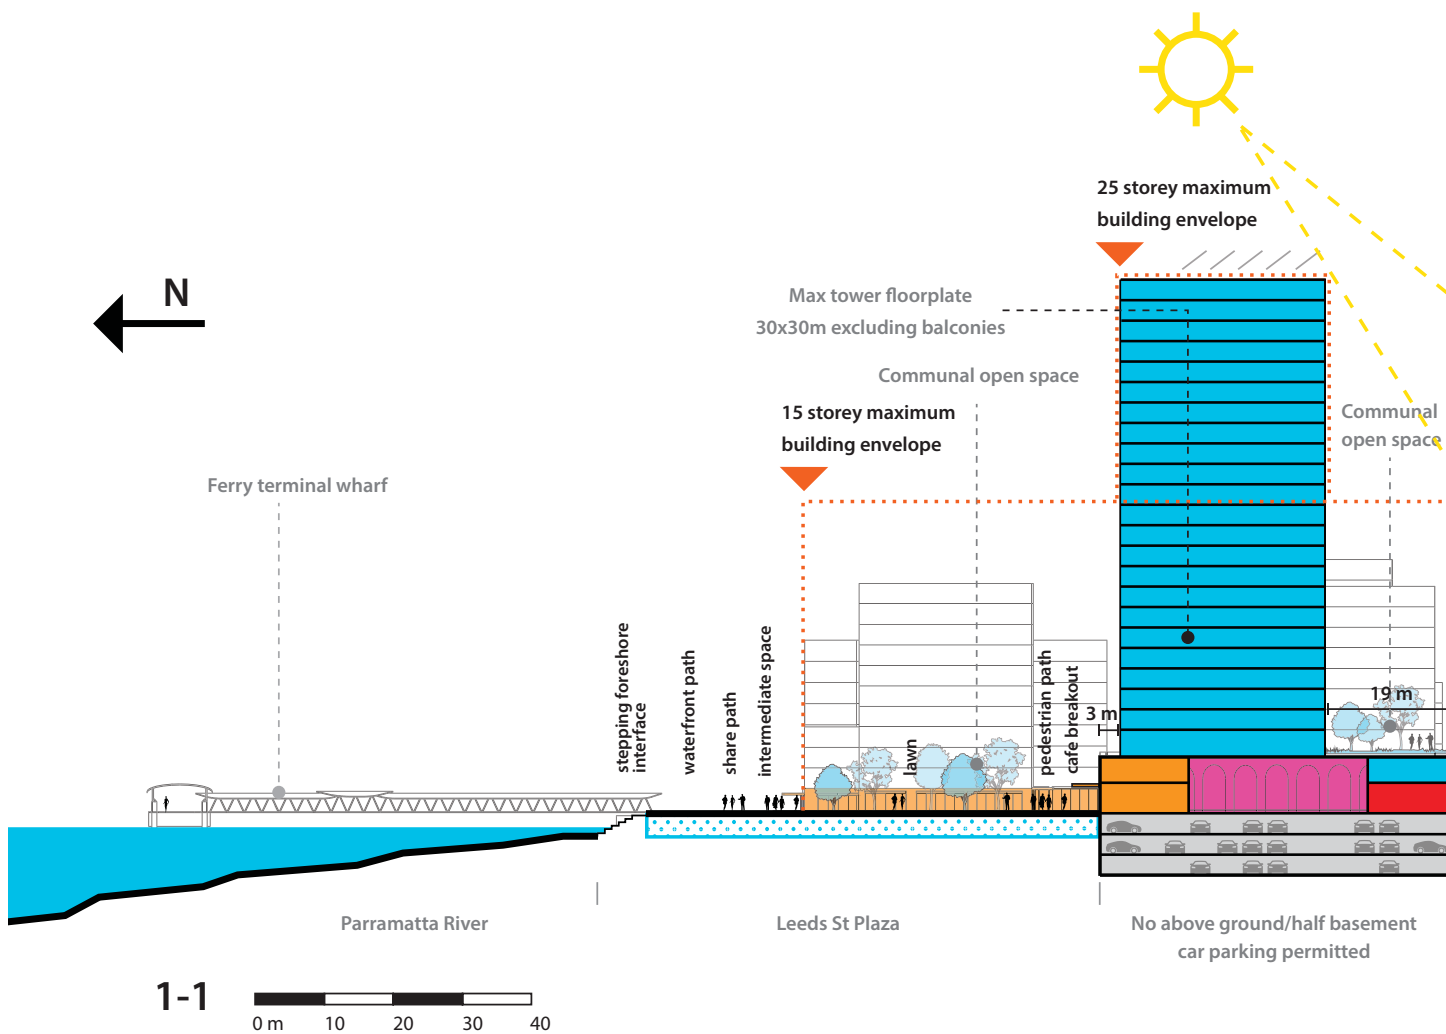 25 storey maximum
building envelope
N
Max tower floorplate
30x30m excluding balconies
Communal open space
15 storey maximum
building envelope
Communal
open space
Ferry terminal wharf
stepping foreshore
interface
waterfront path
share path
intermediate space
lawn
pedestrian path
cafe breakout
3 m
19 m
Parramatta River
Leeds St Plaza
No above ground/half basement
car parking permitted
1-1
0 m 10 20 30 40